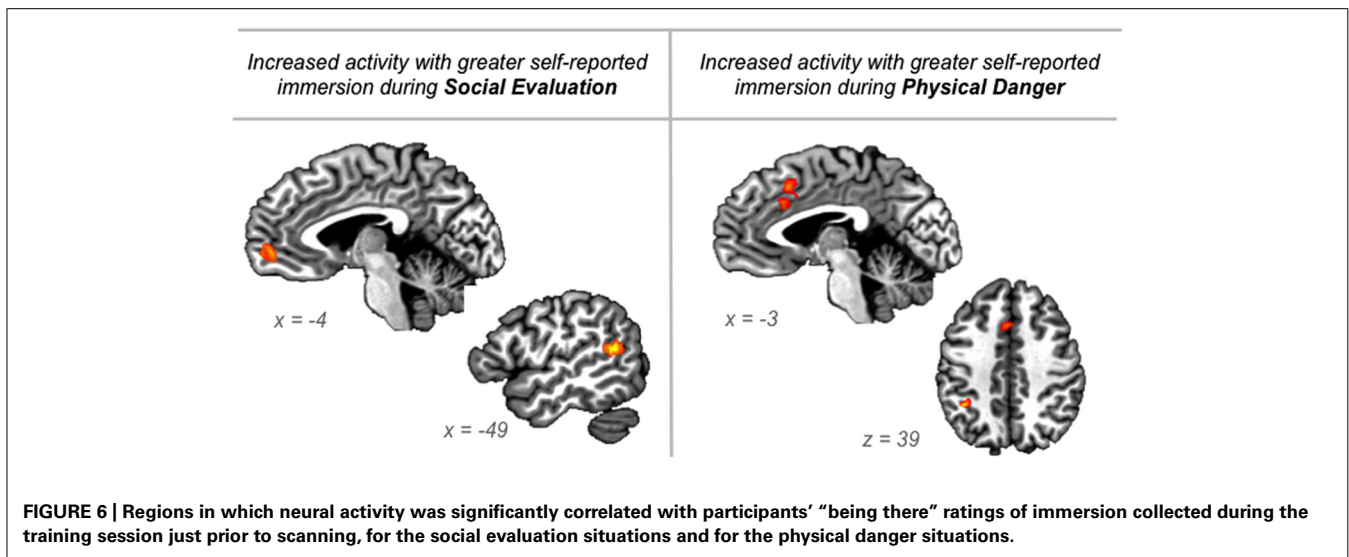 Increased activity with greater self-reported
immersion during Social Evaluation
Increased activity with greater self-reported
immersion during Physical Danger
x = -4
x = -49
x = -3
z = 39
FIGURE 6 | Regions in which neural activity was significantly correlated with participants’ “being there” ratings of immersion collected during the
training session just prior to scanning, for the social evaluation situations and for the physical danger situations.